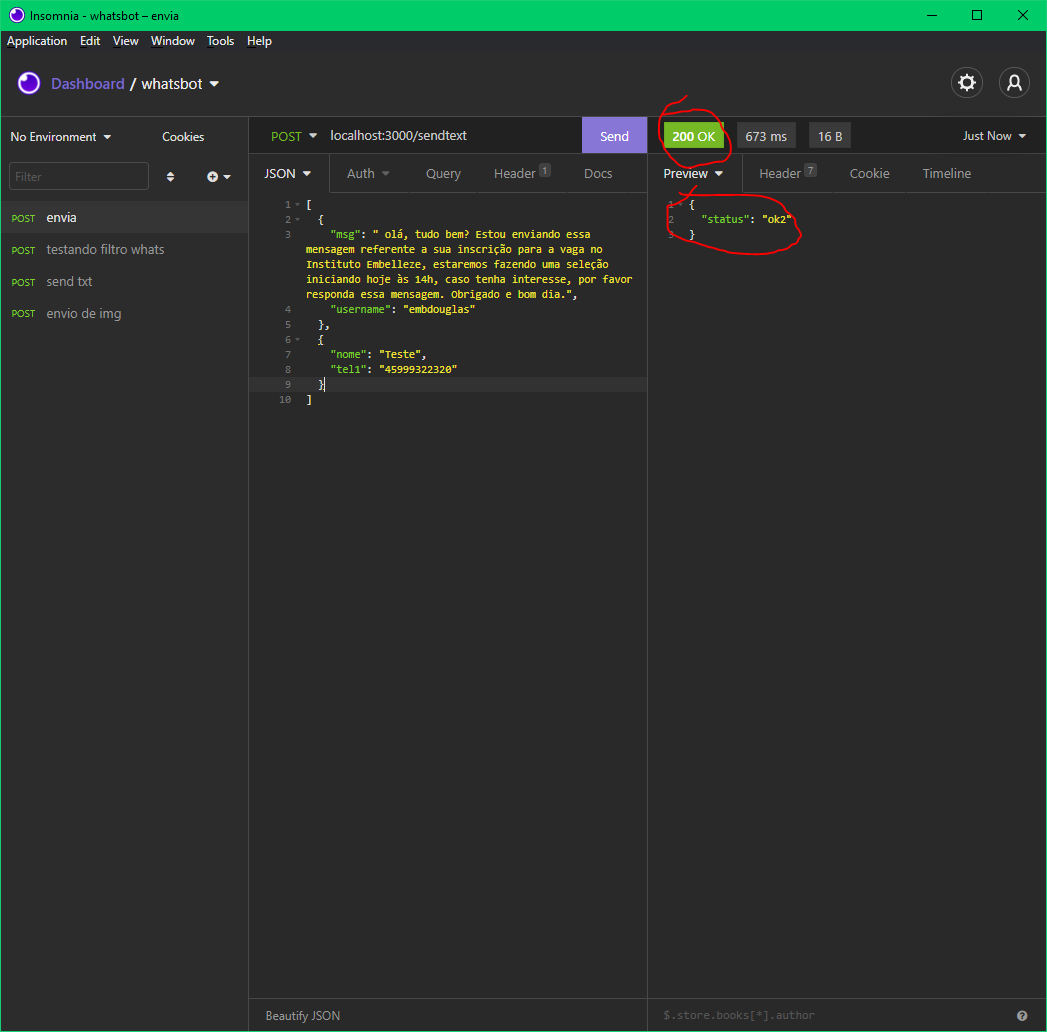 Insomnia - whatsbot – envia
Application Edit View Window Tools Help
Dashboard / whatsbot
No Environment Cookies
POST localhost:3000/sendtext Send
200 OK 673 ms 16 B Just Now
Filter
JSON Auth Query Header 1 Docs
Preview Header 7 Cookie Timeline
POST envia
POST testando filtro whats
POST send txt
POST envio de img
1 [
2 {
3 "msg": " olá, tudo bem? Estou enviando essa
mensagem referente a sua inscrição para a vaga no
Instituto Embelleze, estaremos fazendo uma seleção
iniciando hoje às 14h, caso tenha interesse, por favor
responda essa mensagem. Obrigado e bom dia.",
4 "username": "embdouglas"
5 },
6 {
7 "nome": "Teste",
8 "tel1": "45999322320"
9 }
10 ]
1 {
2 "status": "ok2"
3 }
Beautify JSON
$.store.books[*].author